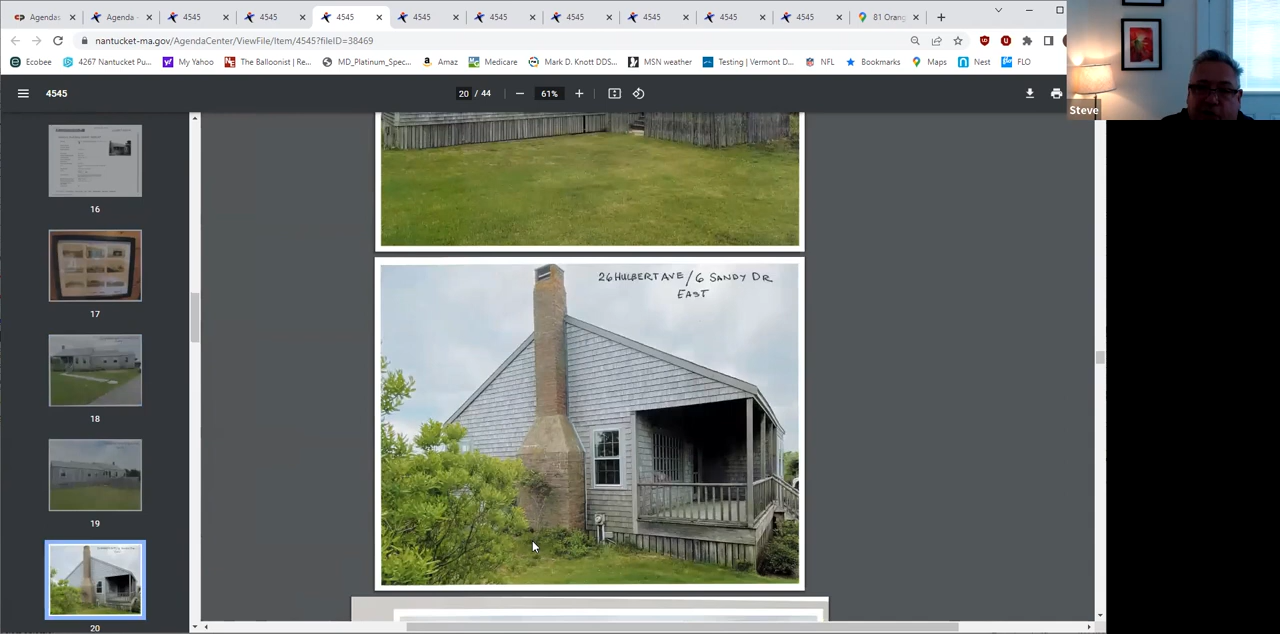 Agendas
Agenda -
4545
4545
4545
4545
4545
4545
4545
4545
4545
81 Orang
nantucket-ma.gov/AgendaCenter/ViewFile/Item/4545?fileID=38469
Ecobee
4267 Nantucket Pu...
My Yahoo
The Balloonist | Re...
MD_Platinum_Spec...
Amaz
Medicare
Mark D. Knott DDS...
MSN weather
Testing | Vermont D...
NFL
Bookmarks
Maps
Nest
FLO
4545
20 / 44
61%
Steve
16
17
18
19
20
26 HULBERT AVE / 6 SANDY DR
EAST